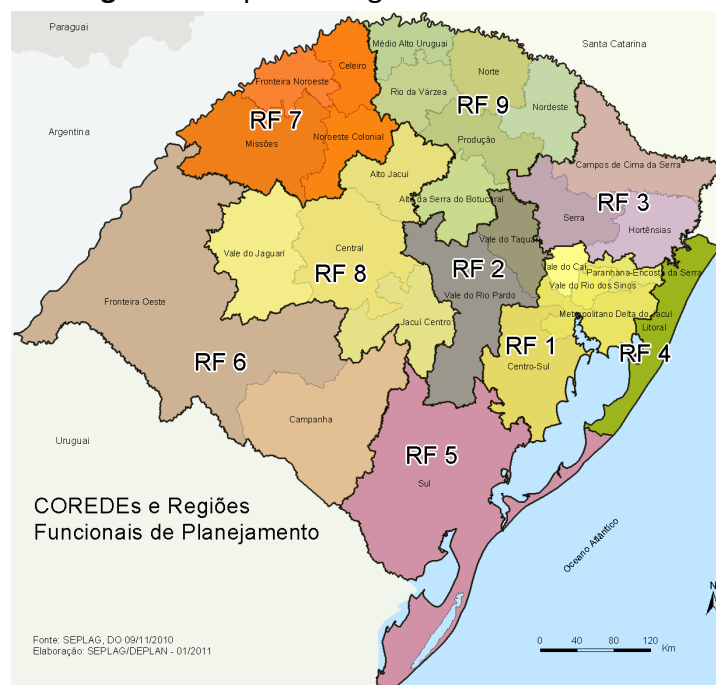 Paraguai
Santa Catarina
Argentina
Médio Alto Uruguai
Celeiro
Norte
Fronteira Noroeste
Rio da Várzea
RF 9
Nordeste
RF 7
Noroeste Colonial
Produção
Missões
Campos de Cima da Serra
Alto Jacuí
Alto da Serra do Botucaraí
RF 3
Serra
Hortênsias
Vale do Jaguari
Central
RF 8
RF 2
Vale do Taquari
Vale do Caí
Paranhana-Encosta da Serra
Vale do Rio dos Sinos
Vale do Rio Pardo
Fronteira Oeste
Metropolitano Delta do Jacuí
Jacuí Centro
Litoral
RF 1
RF 4
RF 6
Centro-Sul
Campanha
Uruguai
RF 5
Sul
COREDEs e Regiões
Funcionais de Planejamento
Oceano Atlântico
N
Fonte: SEPLAG, DO 09/11/2010
Elaboração: SEPLAG/DEPLAN - 01/2011
0 40 80 120
Km